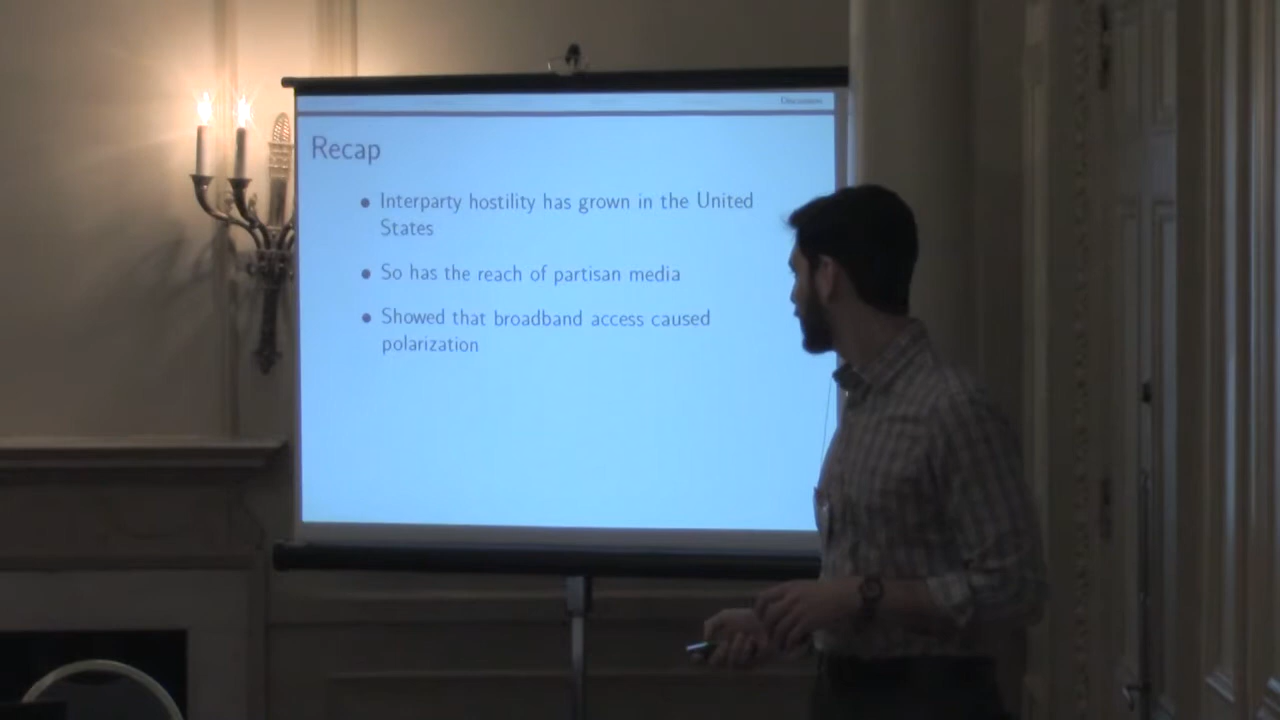 Discussion
Recap
• Interparty hostility has grown in the United
States
• So has the reach of partisan media
• Showed that broadband access caused
polarization